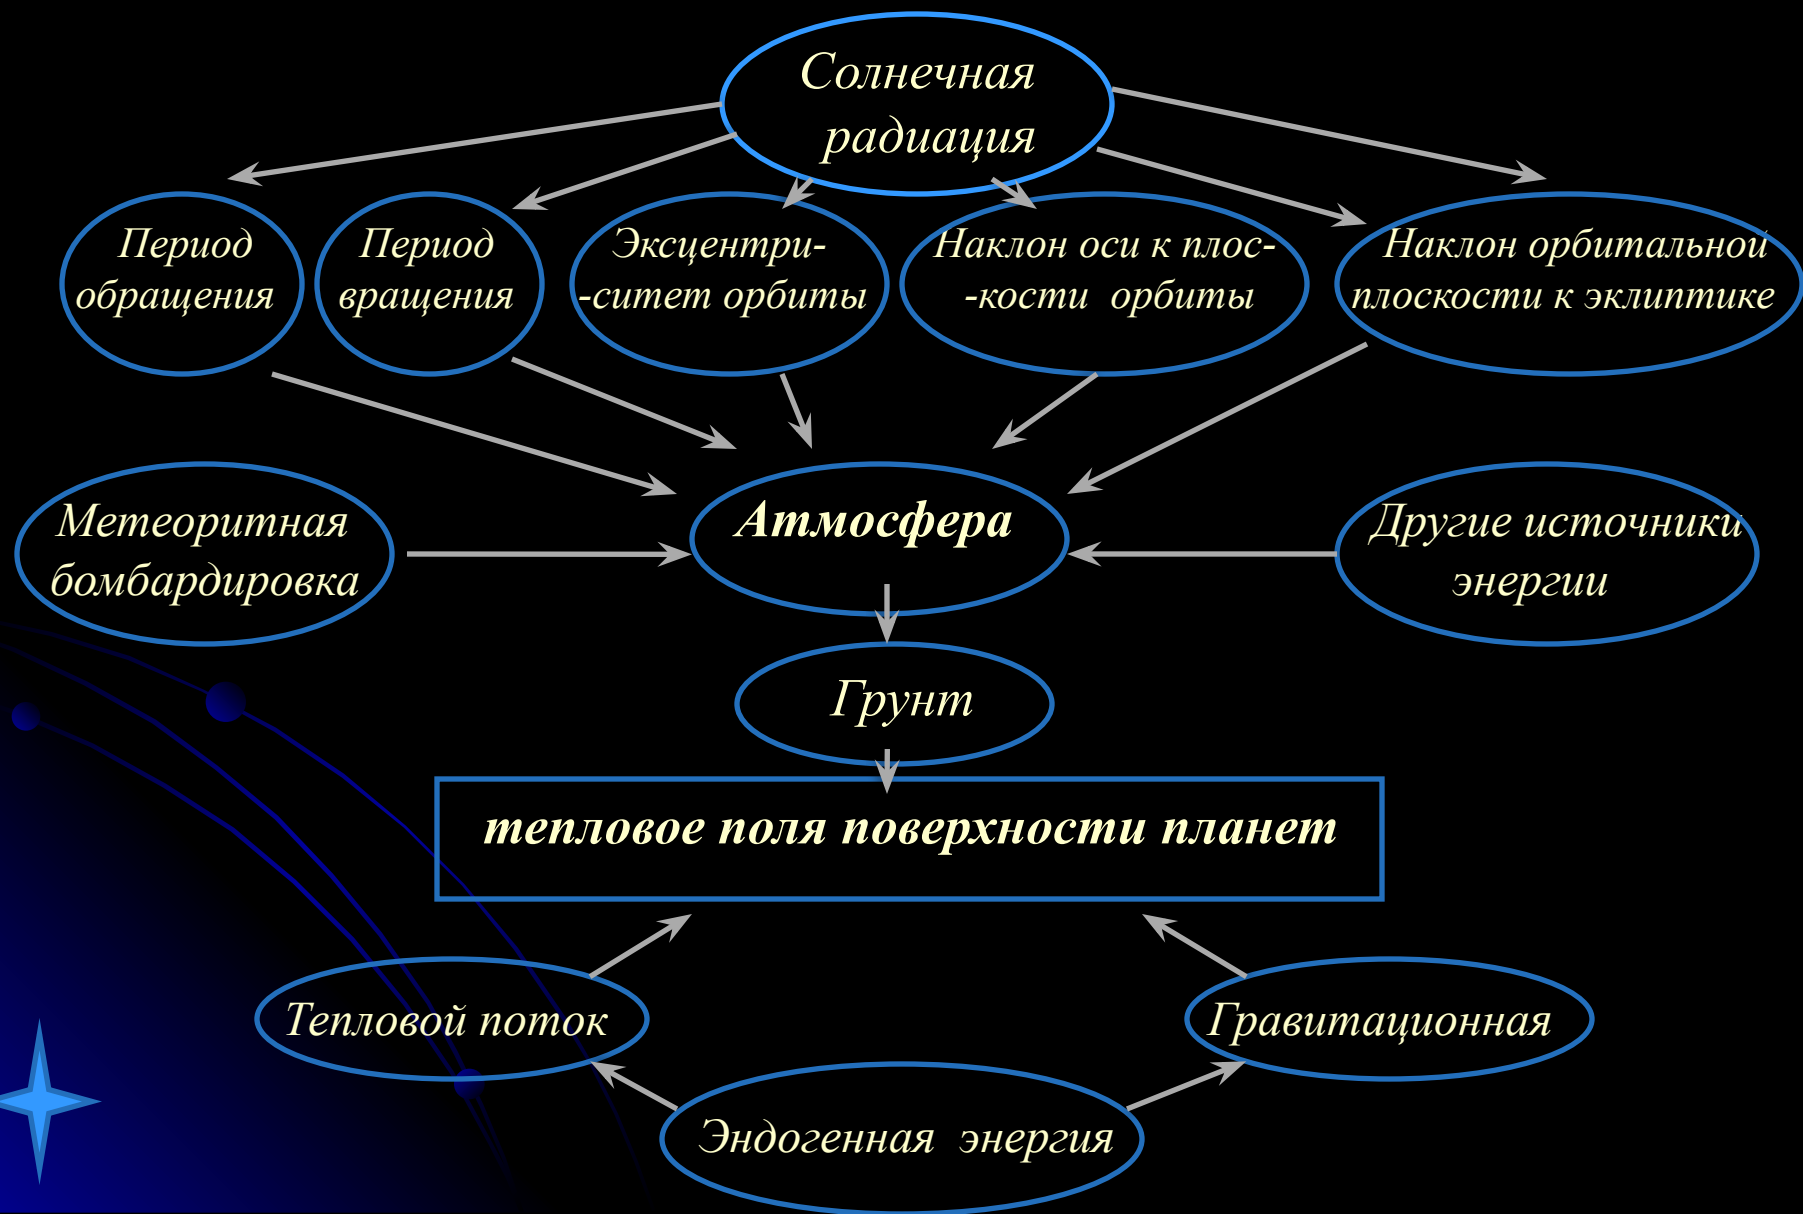 Солнечная
радиация
Период
обращения
Период
вращения
Эксцентри-
-ситет орбиты
Наклон оси к плос-
-кости орбиты
Наклон орбитальной
плоскости к эклиптике
Метеоритная
бомбардировка
Атмосфера
Другие источники
энергии
Грунт
тепловое поля поверхности планет
Тепловой поток
Гравитационная
Эндогенная энергия